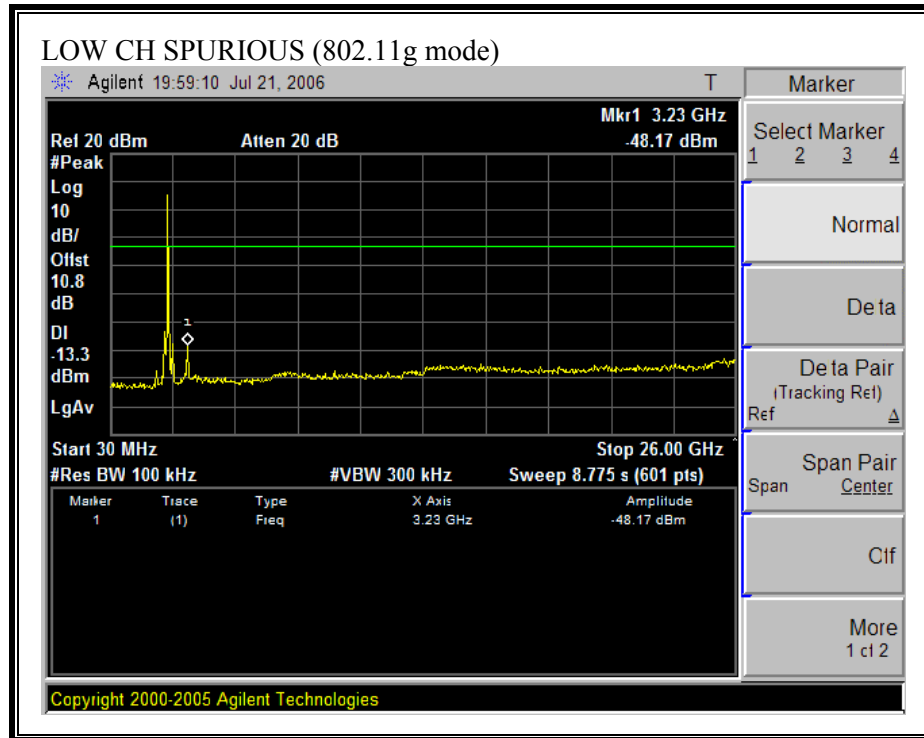 LOW CH SPURIOUS (802.11g mode)
Agilent 19:59:10 Jul 21, 2006 T
Marker
Mkr1 3.23 GHz
Ref 20 dBm Atten 20 dB -48.17 dBm
#Peak
Log
10
dB/
Offst
10.8
dB
DI
-13.3
dBm
LgAv
1
Start 30 MHz Stop 26.00 GHz
#Res BW 100 kHz #VBW 300 kHz Sweep 8.775 s (601 pts)
Marker Trace Type X Axis Amplitude
1 (1) Freq 3.23 GHz -48.17 dBm
Select Marker
1 2 3 4
Normal
Delta
Delta Pair
(Tracking Ref)
Ref Δ
Span Pair
Span Center
Off
More
1 of 2
Copyright 2000-2005 Agilent Technologies